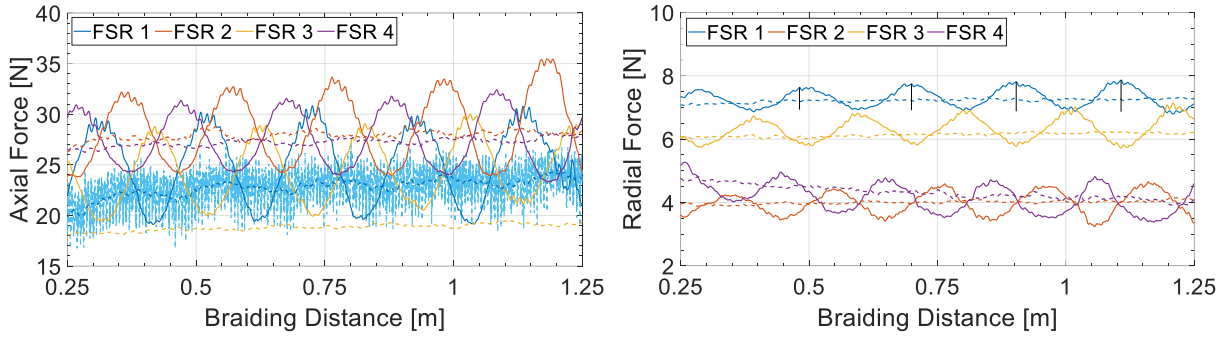 FSR 1 FSR 2 FSR 3 FSR 4
40
35
30
25
20
15
Axial Force [N]
0.25 0.5 0.75 1 1.25
Braiding Distance [m]
FSR 1 FSR 2 FSR 3 FSR 4
10
8
6
4
2
Radial Force [N]
0.25 0.5 0.75 1 1.25
Braiding Distance [m]